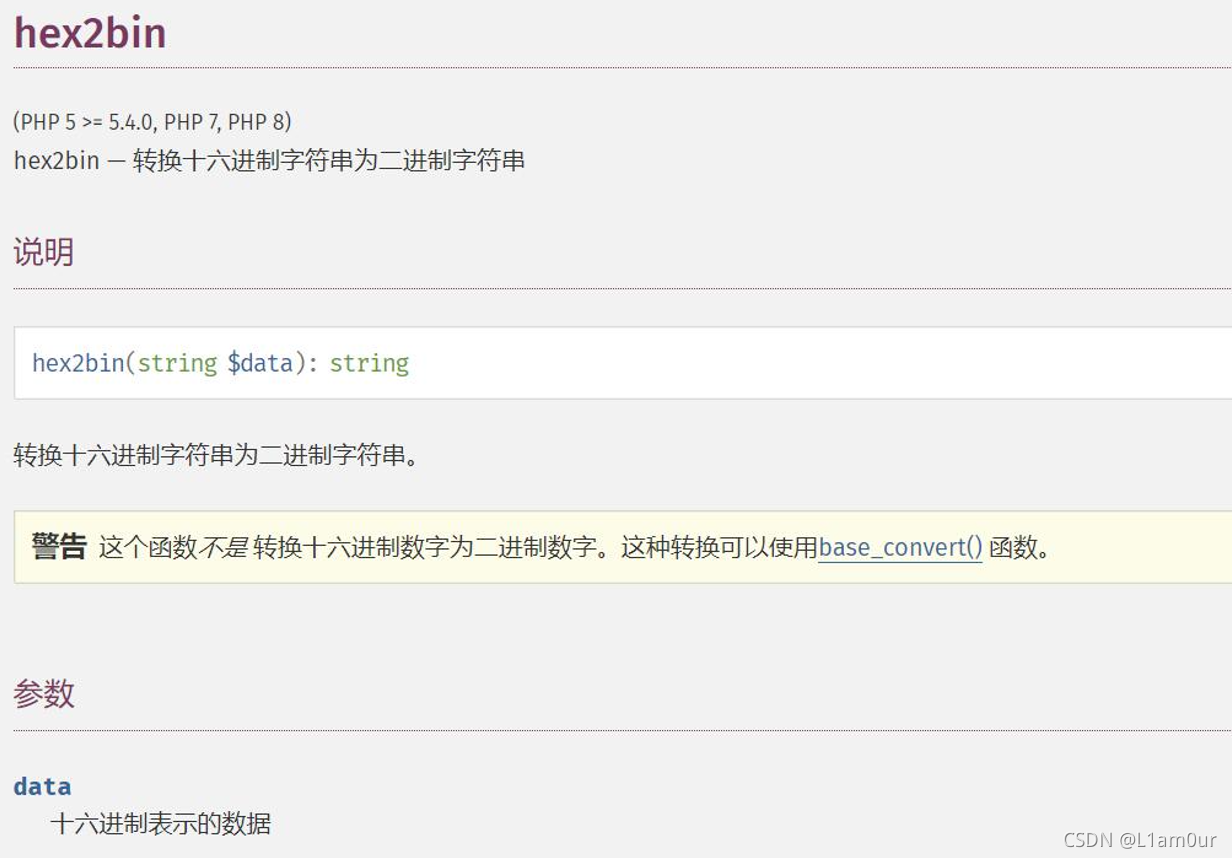 hex2bin
(PHP 5 >= 5.4.0, PHP 7, PHP 8)
hex2bin — 转换十六进制字符串为二进制字符串
说明
hex2bin(string $data): string
转换十六进制字符串为二进制字符串。
警告 这个函数不是 转换十六进制数字为二进制数字。这种转换可以使用base_convert() 函数。
参数
data
十六进制表示的数据
CSDN @L1am0ur